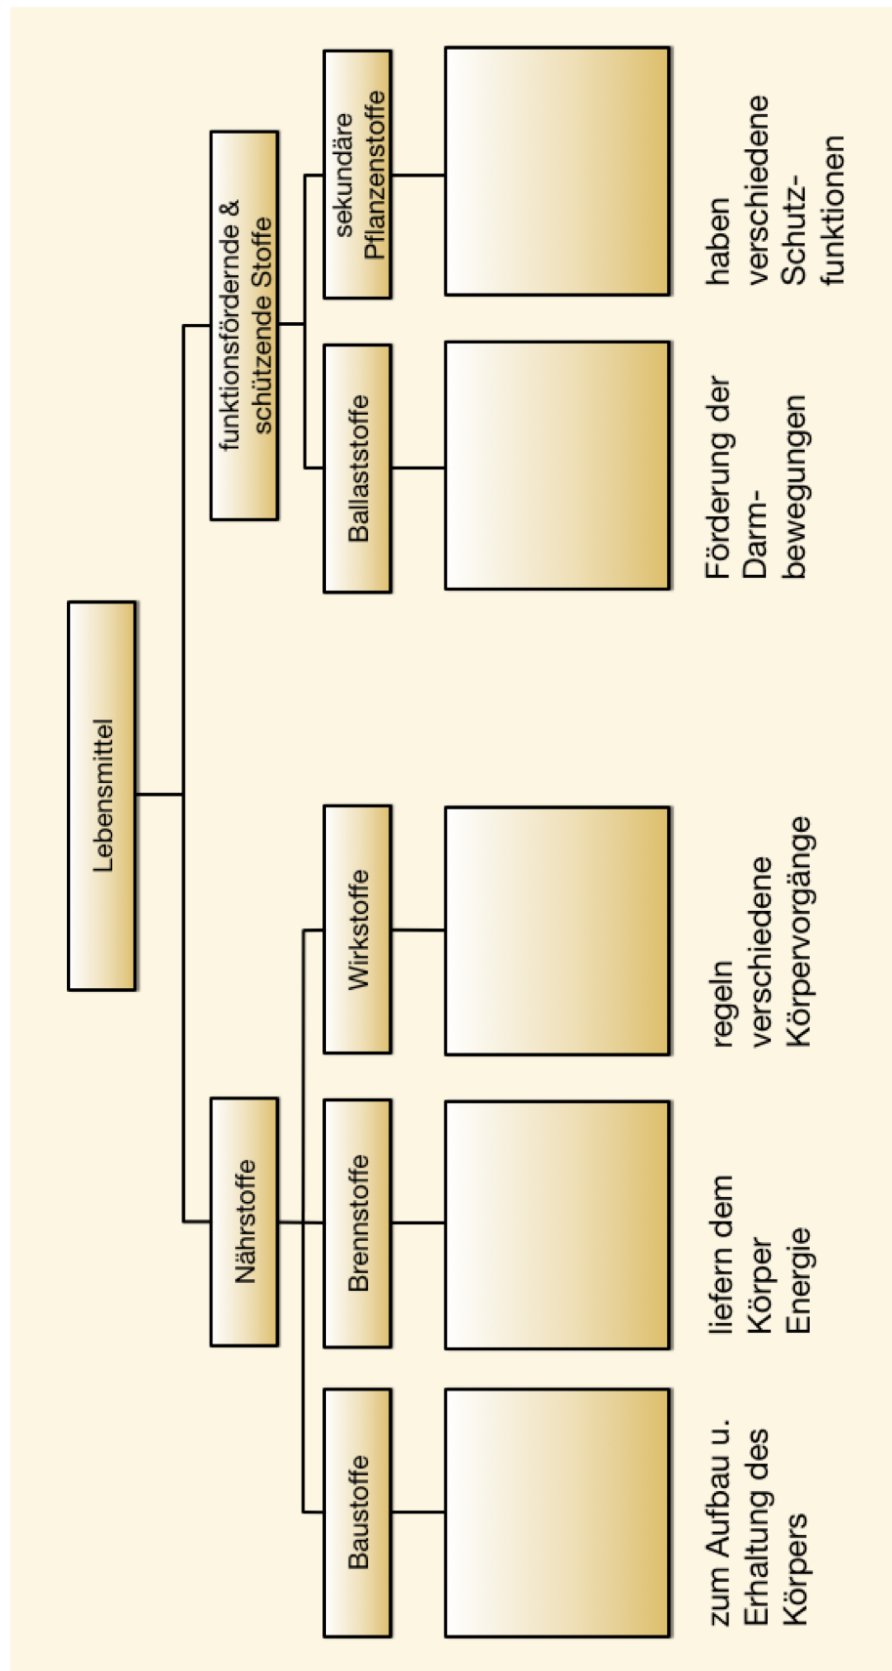 Lebensmittel
Nährstoffe
funktionsfördernde &
schützende Stoffe
Baustoffe
Brennstoffe
Wirkstoffe
Ballaststoffe
sekundäre
Pflanzenstoffe
zum Aufbau u.
Erhaltung des
Körpers
liefern dem
Körper
Energie
regeln
verschiedene
Körpervorgänge
Förderung der
Darm-
bewegungen
haben
verschiedene
Schutz-
funktionen